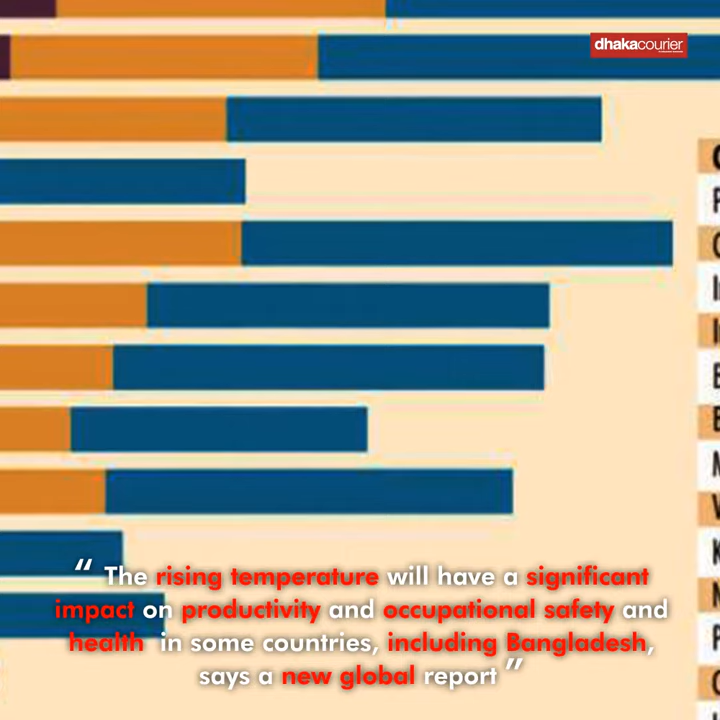 dhakacourier
“ The rising temperature will have a significant
impact on productivity and occupational safety and
health in some countries, including Bangladesh,
says a new global report ”